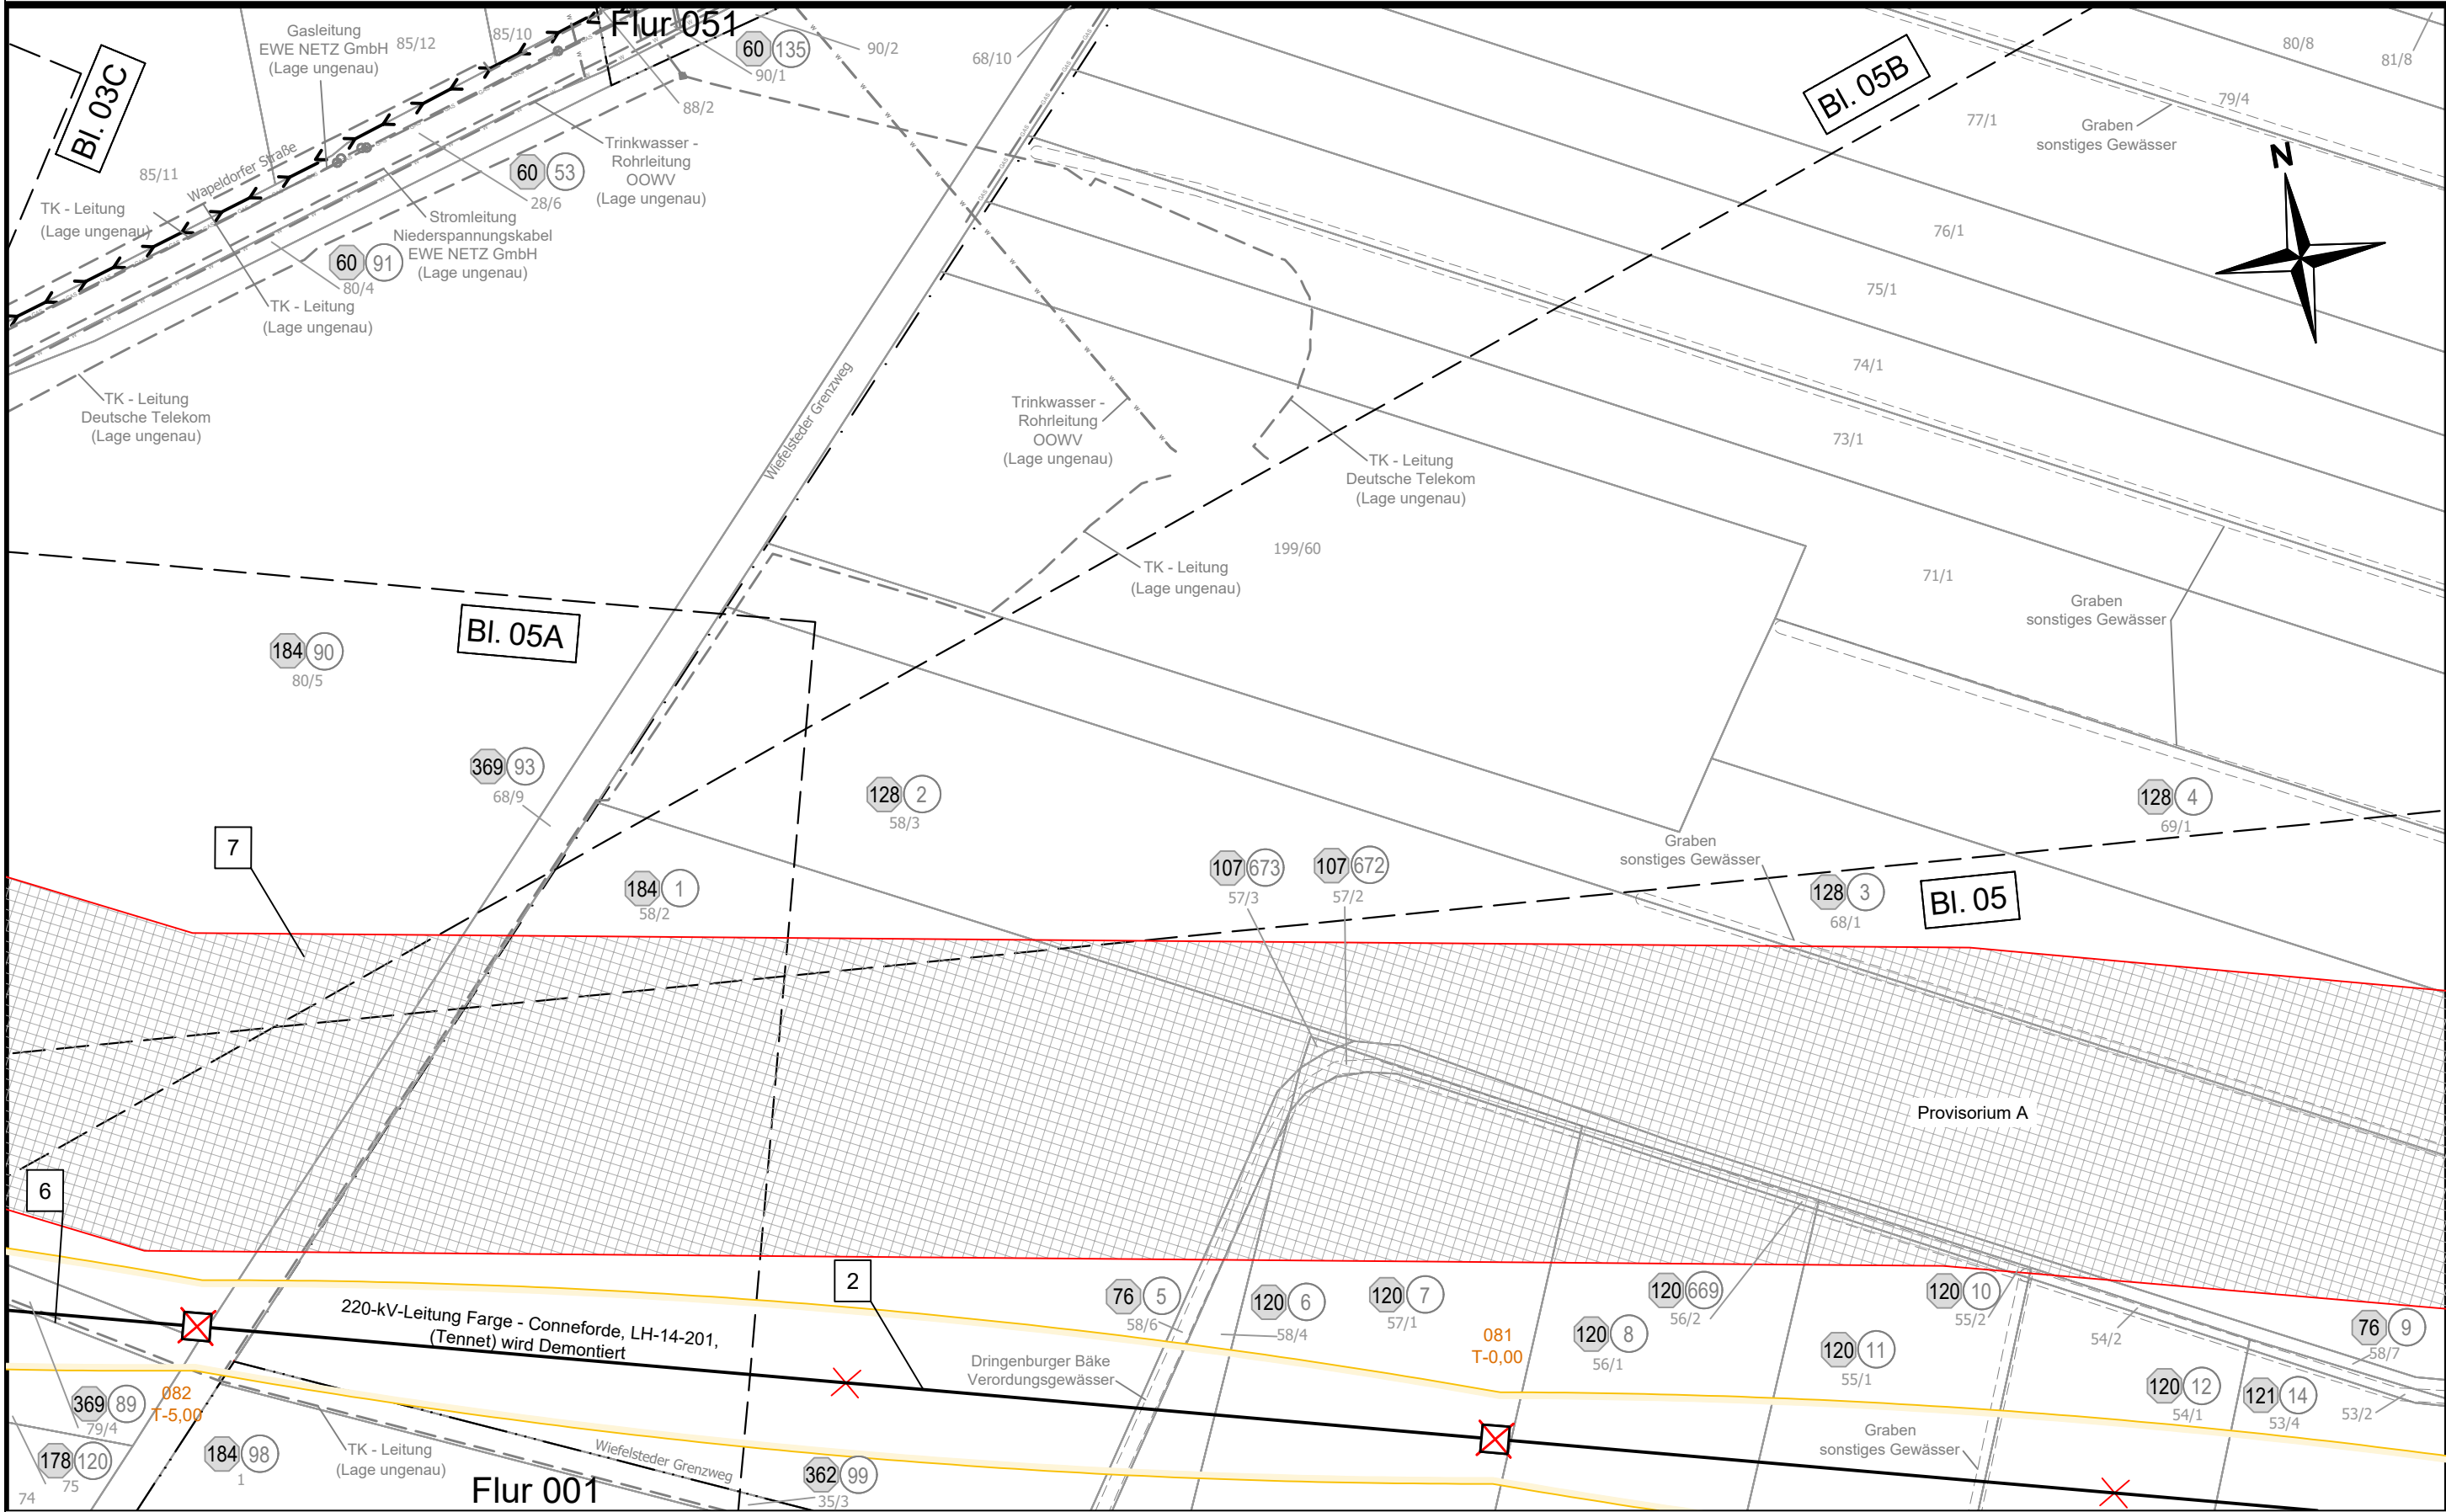 Flur 051
Gasleitung
EWE NETZ GmbH
(Lage ungenau)
85/12
85/10
60
135
90/1
90/2
68/10
Bl. 05B
80/8
81/8
79/4
77/1
Graben
sonstiges Gewässer
N
Bl. 03C
88/2
Trinkwasser -
Rohrleitung
OOWV
(Lage ungenau)
85/11
Wapeldorfer Straße
60
53
28/6
TK - Leitung
(Lage ungenau)
Stromleitung
Niederspannungskabel
EWE NETZ GmbH
(Lage ungenau)
60
91
80/4
TK - Leitung
(Lage ungenau)
76/1
75/1
74/1
73/1
TK - Leitung
Deutsche Telekom
(Lage ungenau)
Wiefelsteder Grenzweg
Trinkwasser -
Rohrleitung
OOWV
(Lage ungenau)
TK - Leitung
Deutsche Telekom
(Lage ungenau)
199/60
TK - Leitung
(Lage ungenau)
71/1
Graben
sonstiges Gewässer
Bl. 05A
184
90
80/5
369
93
68/9
128
2
58/3
128
4
69/1
7
184
1
58/2
107
673
57/3
107
672
57/2
Graben
sonstiges Gewässer
128
3
68/1
Bl. 05
Provisorium A
6
2
220-kV-Leitung Farge - Conneforde, LH-14-201,
(Tennet) wird Demontiert
76
5
58/6
120
6
58/4
120
7
57/1
081
T-0,00
120
8
56/1
120
669
56/2
120
10
55/2
120
11
55/1
54/2
76
9
58/7
Dringenburger Bäke
Verordungsgewässer
120
12
54/1
121
14
53/4
53/2
369
89
79/4
082
T-5,00
178
120
75
74
184
98
1
TK - Leitung
(Lage ungenau)
Wiefelsteder Grenzweg
Flur 001
362
99
35/3
Graben
sonstiges Gewässer